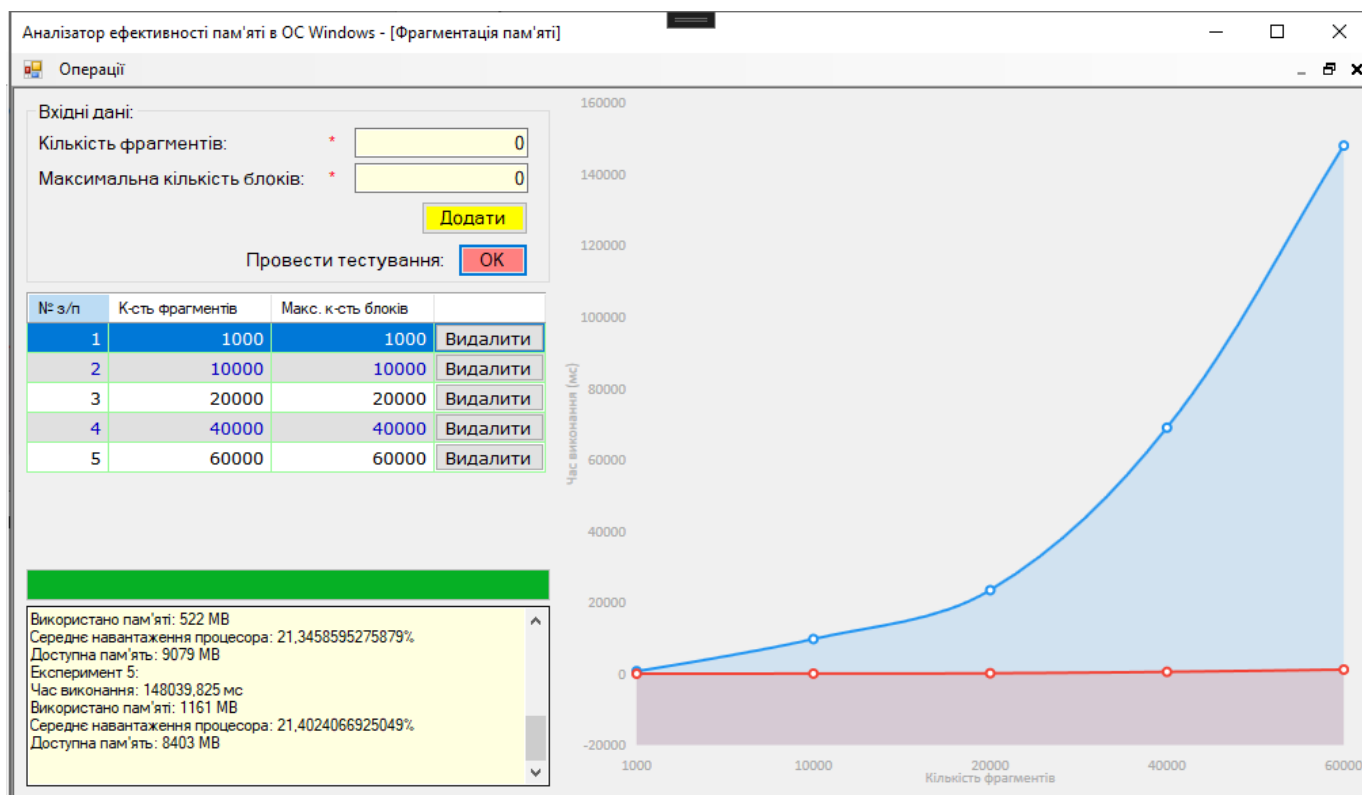 Аналізатор ефективності пам'яті в ОС Windows - [Фрагментація пам'яті]
Операції
Вхідні дані:
Кількість фрагментів: * 0
Максимальна кількість блоків: * 0
Додати
Провести тестування: OK
№ з/п К-сть фрагментів Макс. к-сть блоків
1 1000 1000 Видалити
2 10000 10000 Видалити
3 20000 20000 Видалити
4 40000 40000 Видалити
5 60000 60000 Видалити
Використано пам'яті: 522 MB
Середнє навантаження процесора: 21,3458595275879%
Доступна пам'ять: 9079 MB
Експеримент 5:
Час виконання: 148039,825 мс
Використано пам'яті: 1161 MB
Середнє навантаження процесора: 21,4024066925049%
Доступна пам'ять: 8403 MB
Час виконання (мс)
160000
140000
120000
100000
80000
60000
40000
20000
0
-20000
1000 10000 20000 40000 60000
Кількість фрагментів